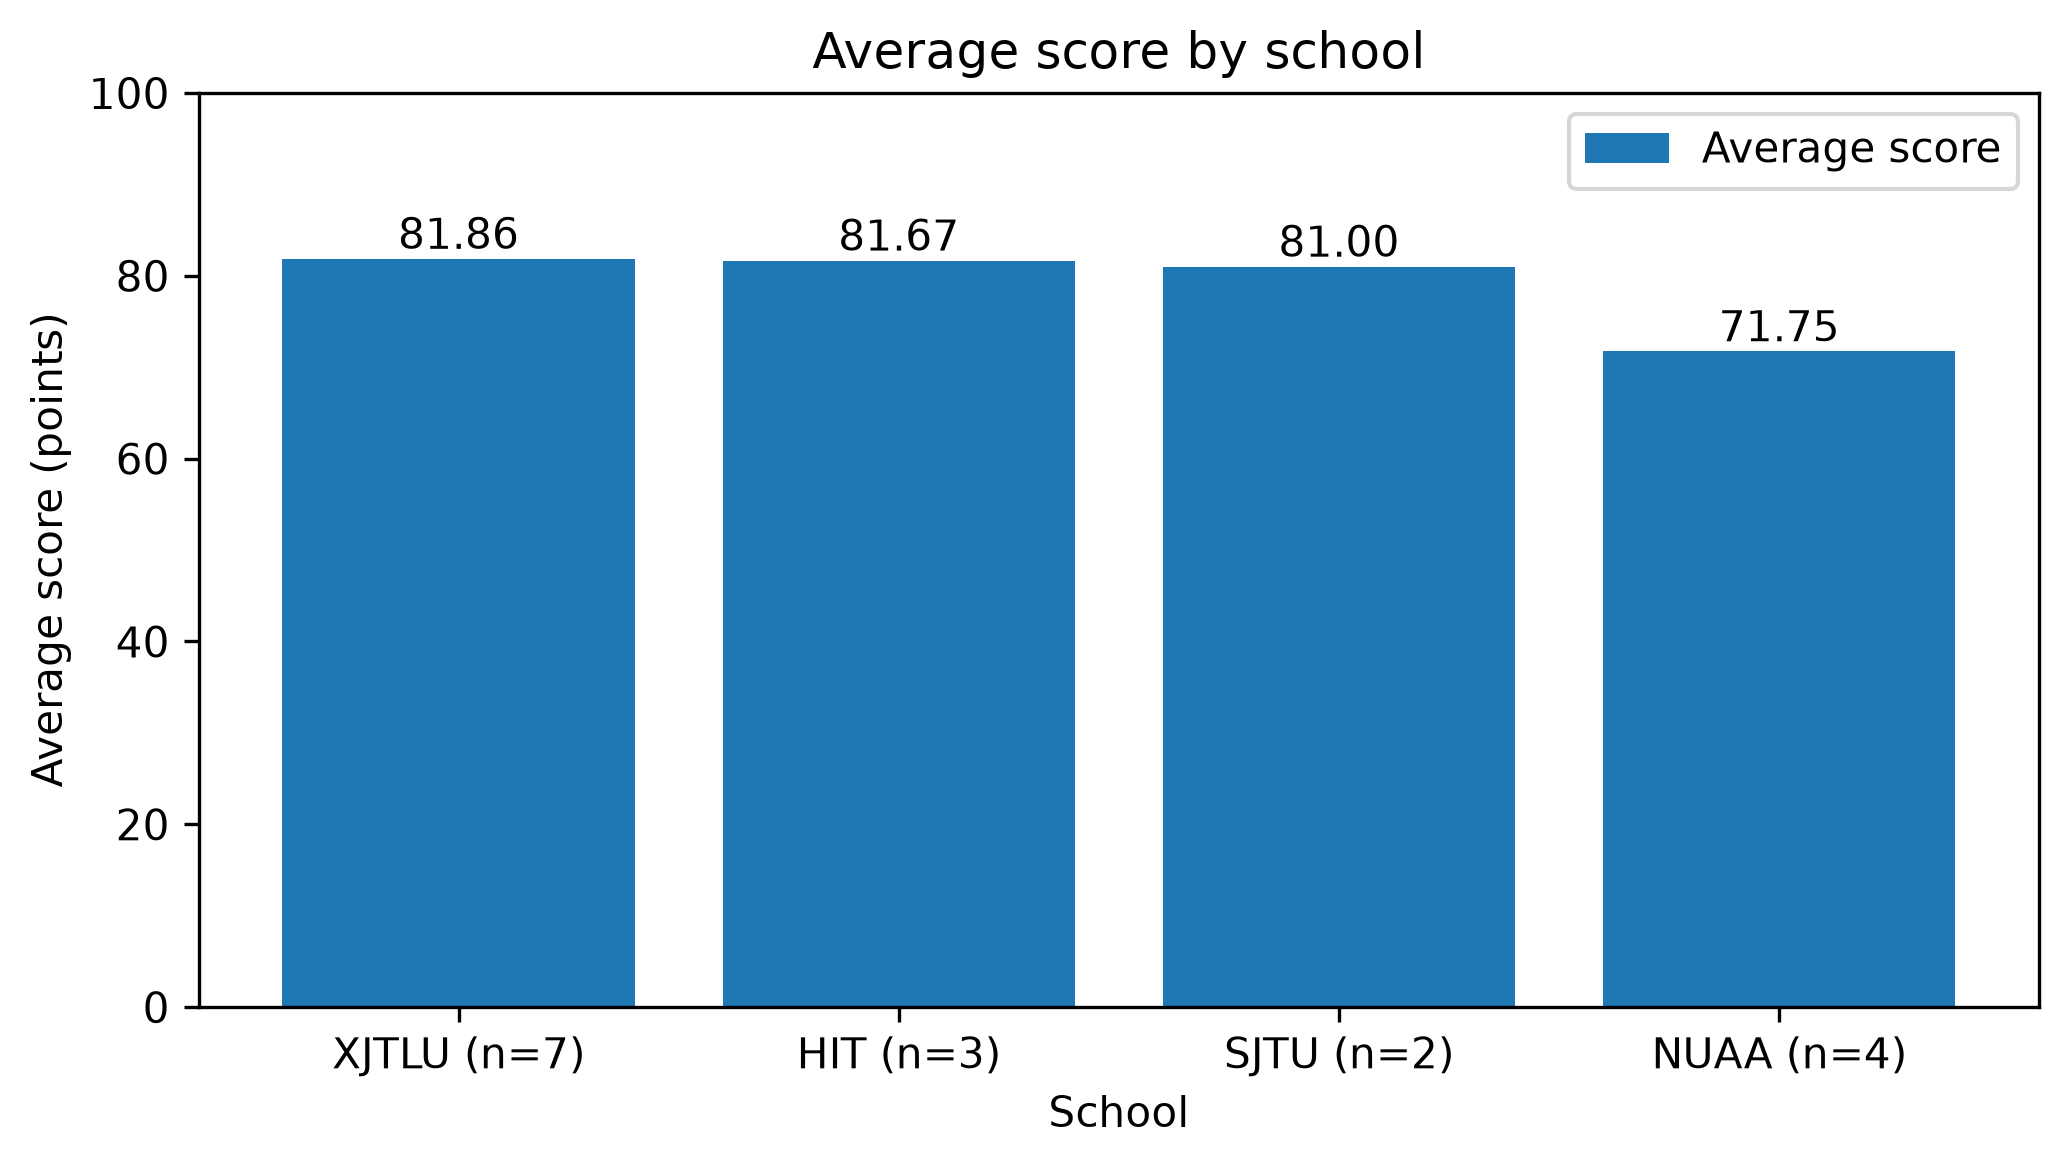 Average score by school
Average score (points)
100
80
60
40
20
0
Average score
81.86
81.67
81.00
71.75
XJTLU (n=7)
HIT (n=3)
SJTU (n=2)
NUAA (n=4)
School